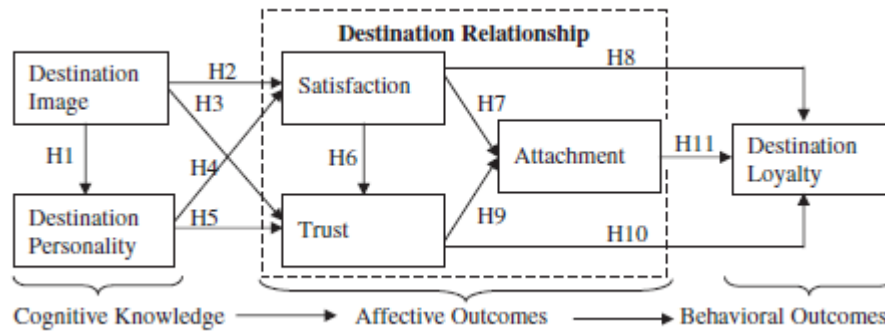 Destination Relationship
Destination
Image
H2
H3
Satisfaction
H8
H7
H1
H4
H6
Attachment
H11
Destination
Loyalty
Destination
Personality
H5
Trust
H9
H10
Cognitive Knowledge
Affective Outcomes
Behavioral Outcomes